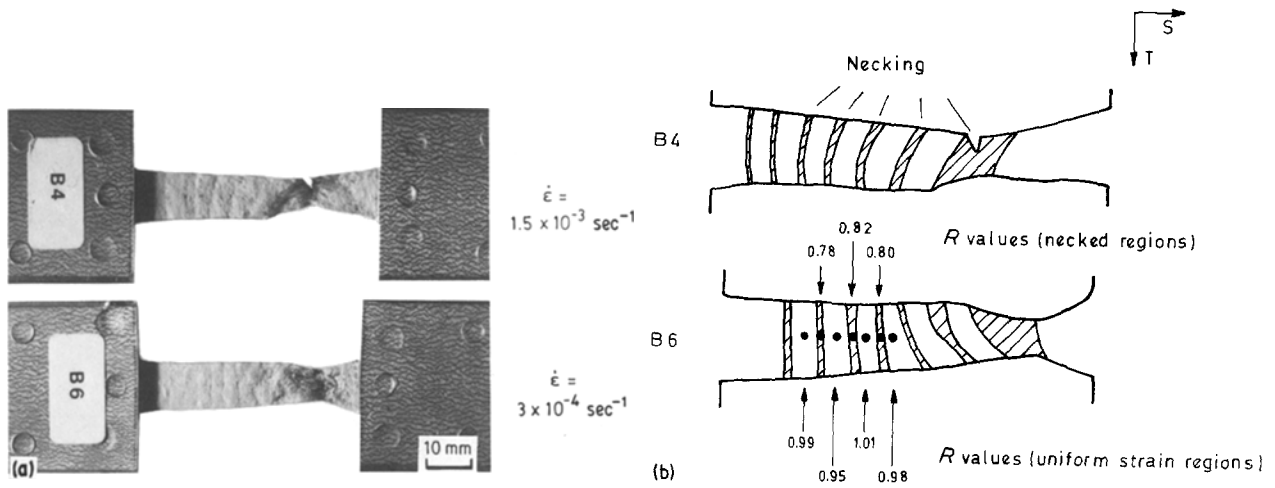 B4
ε̇ =
1.5 x 10⁻³ sec⁻¹
B6
ε̇ =
3 x 10⁻⁴ sec⁻¹
10 mm
(a)
S
T
Necking
B4
R values (necked regions)
0.82
0.78
0.80
B6
0.99
1.01
0.95
0.98
R values (uniform strain regions)
(b)